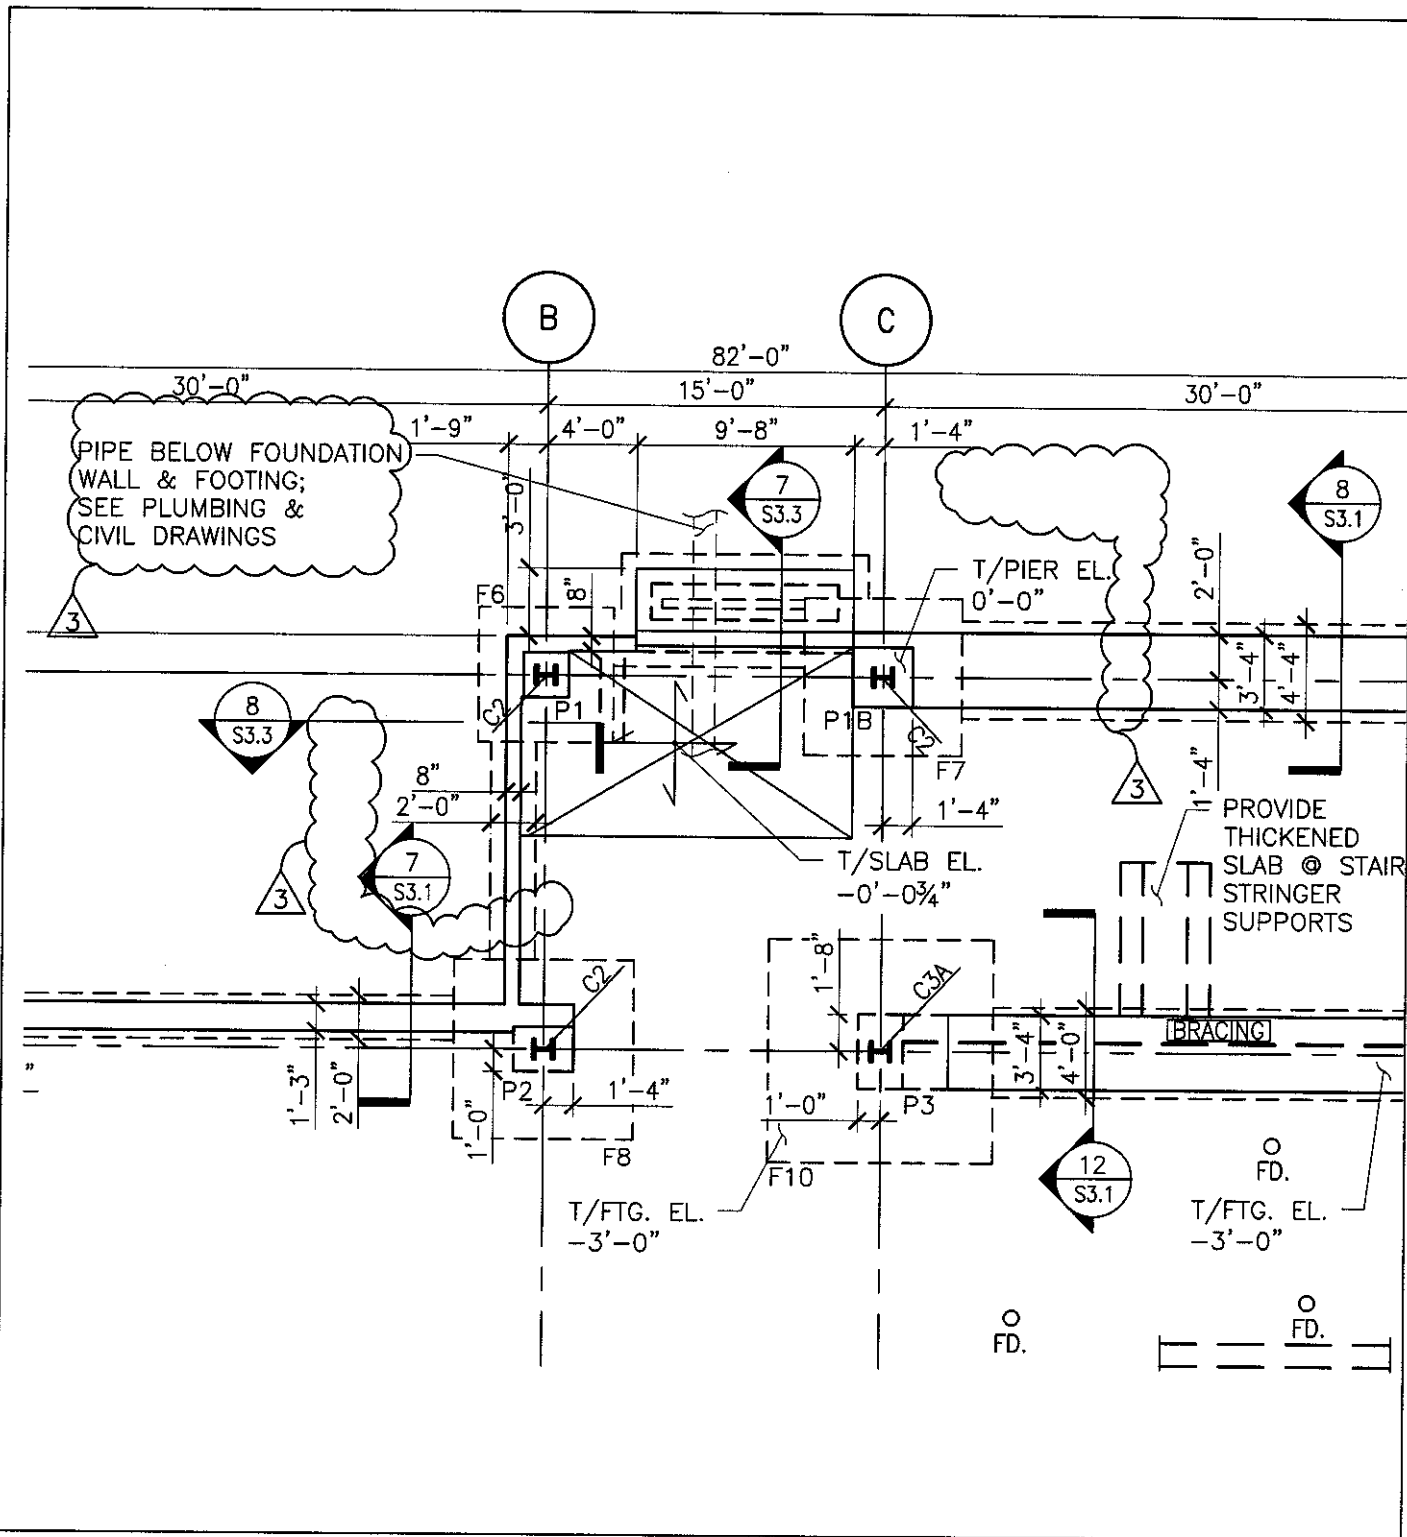 B
C
82'-0"
30'-0"
15'-0"
30'-0"
1'-9"
4'-0"
9'-8"
1'-4"
PIPE BELOW FOUNDATION
WALL & FOOTING;
SEE PLUMBING &
CIVIL DRAWINGS
3'-0"
7
S3.3
8
S3.1
T/PIER EL.
0'-0"
2'-0"
F6
8"
3
3'-4"
4'-4"
8
S3.3
C2
P1
P1B
C2
F7
3
1'-4"
8"
2'-0"
1'-4"
PROVIDE
THICKENED
SLAB @ STAIR
STRINGER
SUPPORTS
7
S3.1
3
T/SLAB EL.
-0'-0¾"
1'-8"
C2
C3A
BRACING
"
-
1'-3"
2'-0"
P2
1'-0"
1'-4"
1'-0"
P3
3'-4"
4'-0"
F8
F10
12
S3.1
FD.
T/FTG. EL.
-3'-0"
T/FTG. EL.
-3'-0"
FD.
FD.